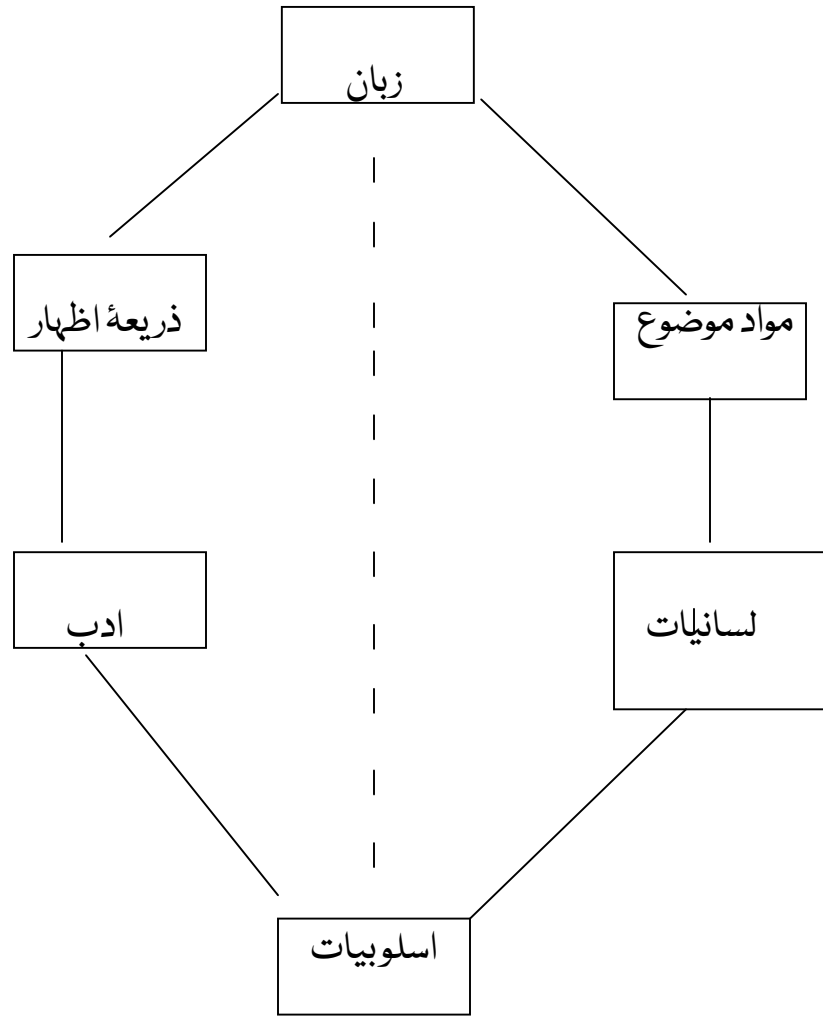 زبان
مواد موضوع
ذریعۂ اظہار
لسانیات
ادب
اسلوبیات